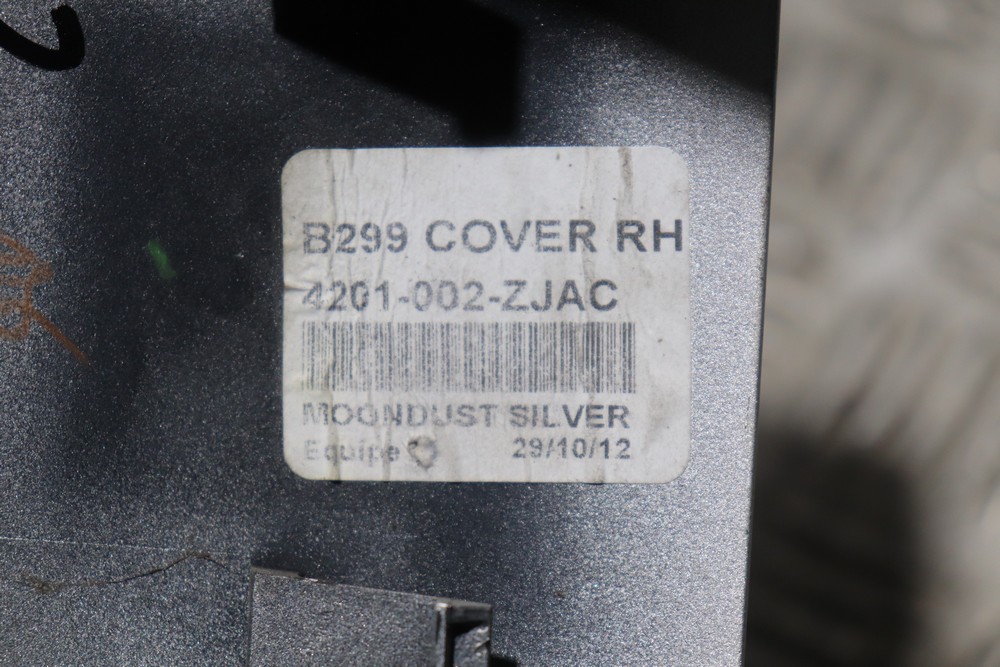 B299 COVER RH
4201-002-ZJAC
MOONDUST SILVER
Equipe
29/10/12